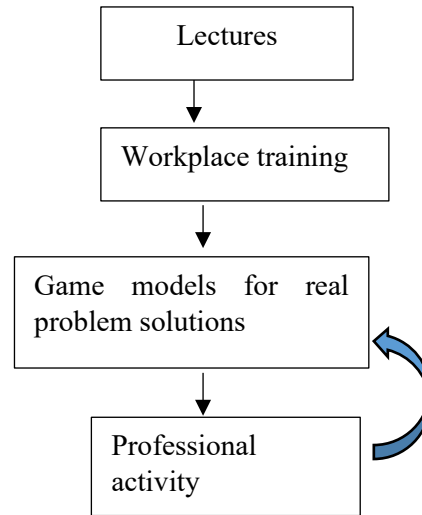 Lectures
Workplace training
Game models for real
problem solutions
Professional
activity